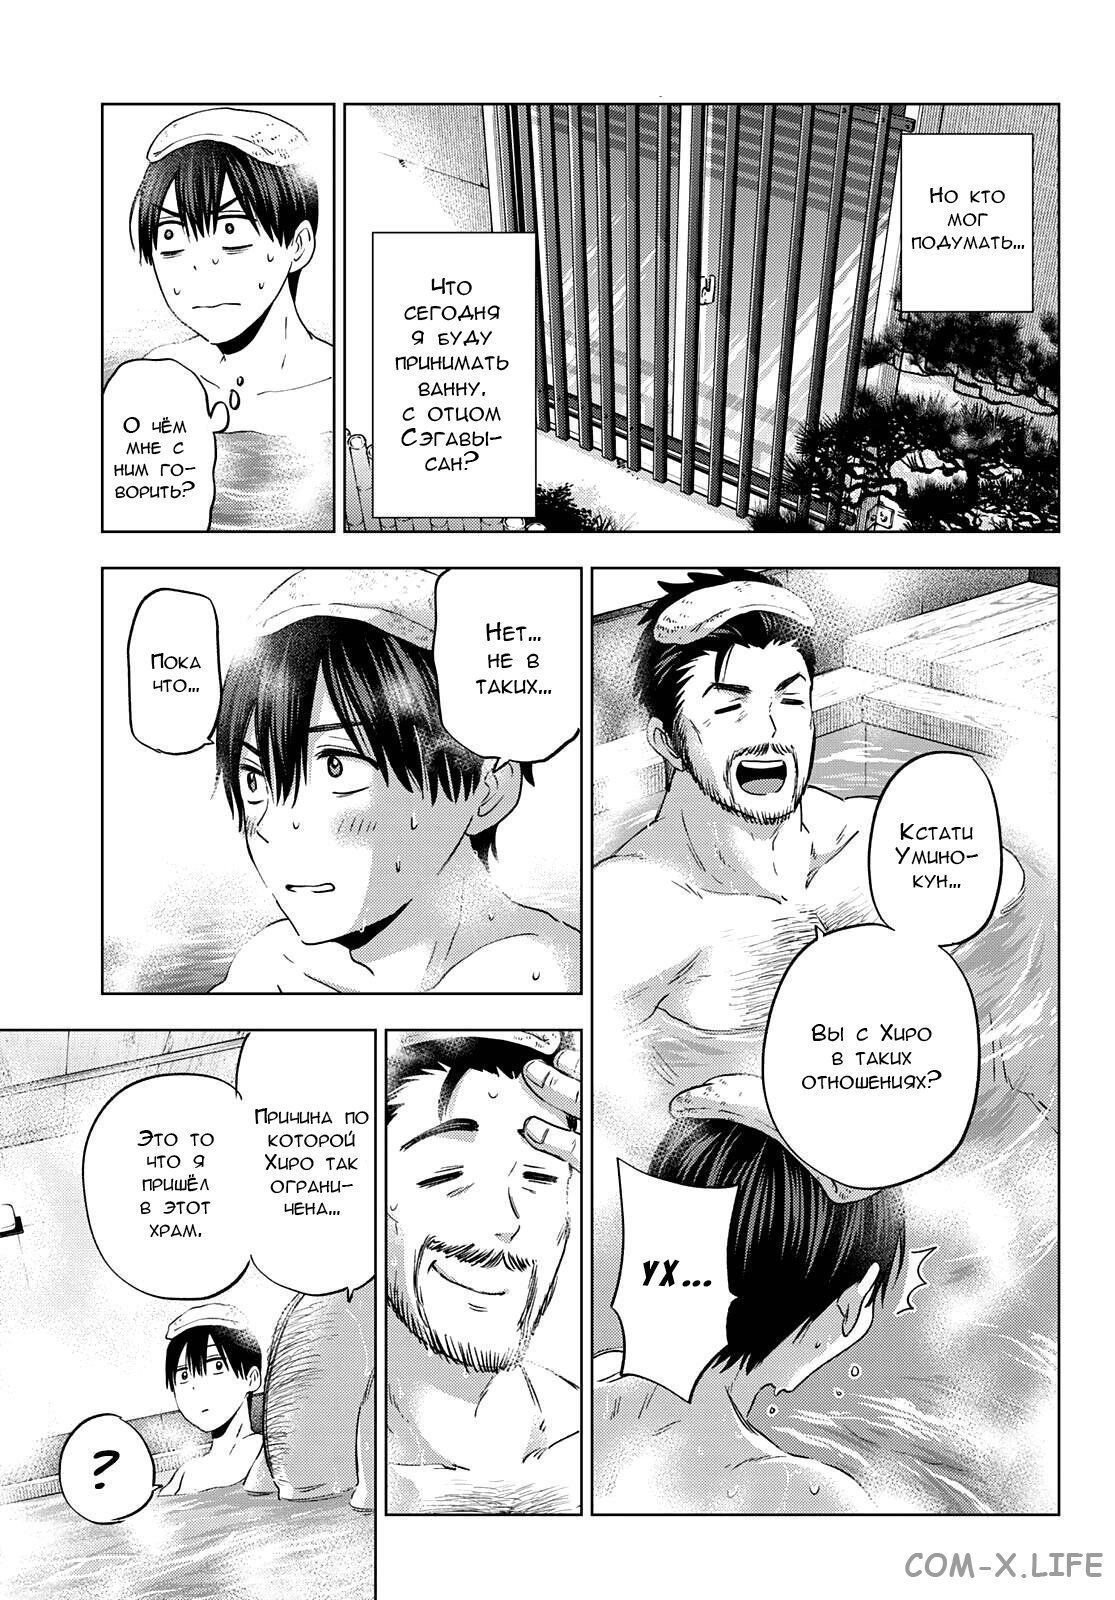 Но кто
мог
подумать...
Что
сегодня
я буду
принимать
ванну,
с отцом
Сэгавы-
сан?
О чём
мне с
ним го-
ворить?
Кстати
Умино-
кун...
Вы с Хиро
в таких
отношениях?
Ух...
Нет...
не в
таких...
Пока
что...
Причина по
которой
Хиро так
ограни-
чена...
Это то
что я
пришёл
в этот
храм.
?
COM-X.LIFE